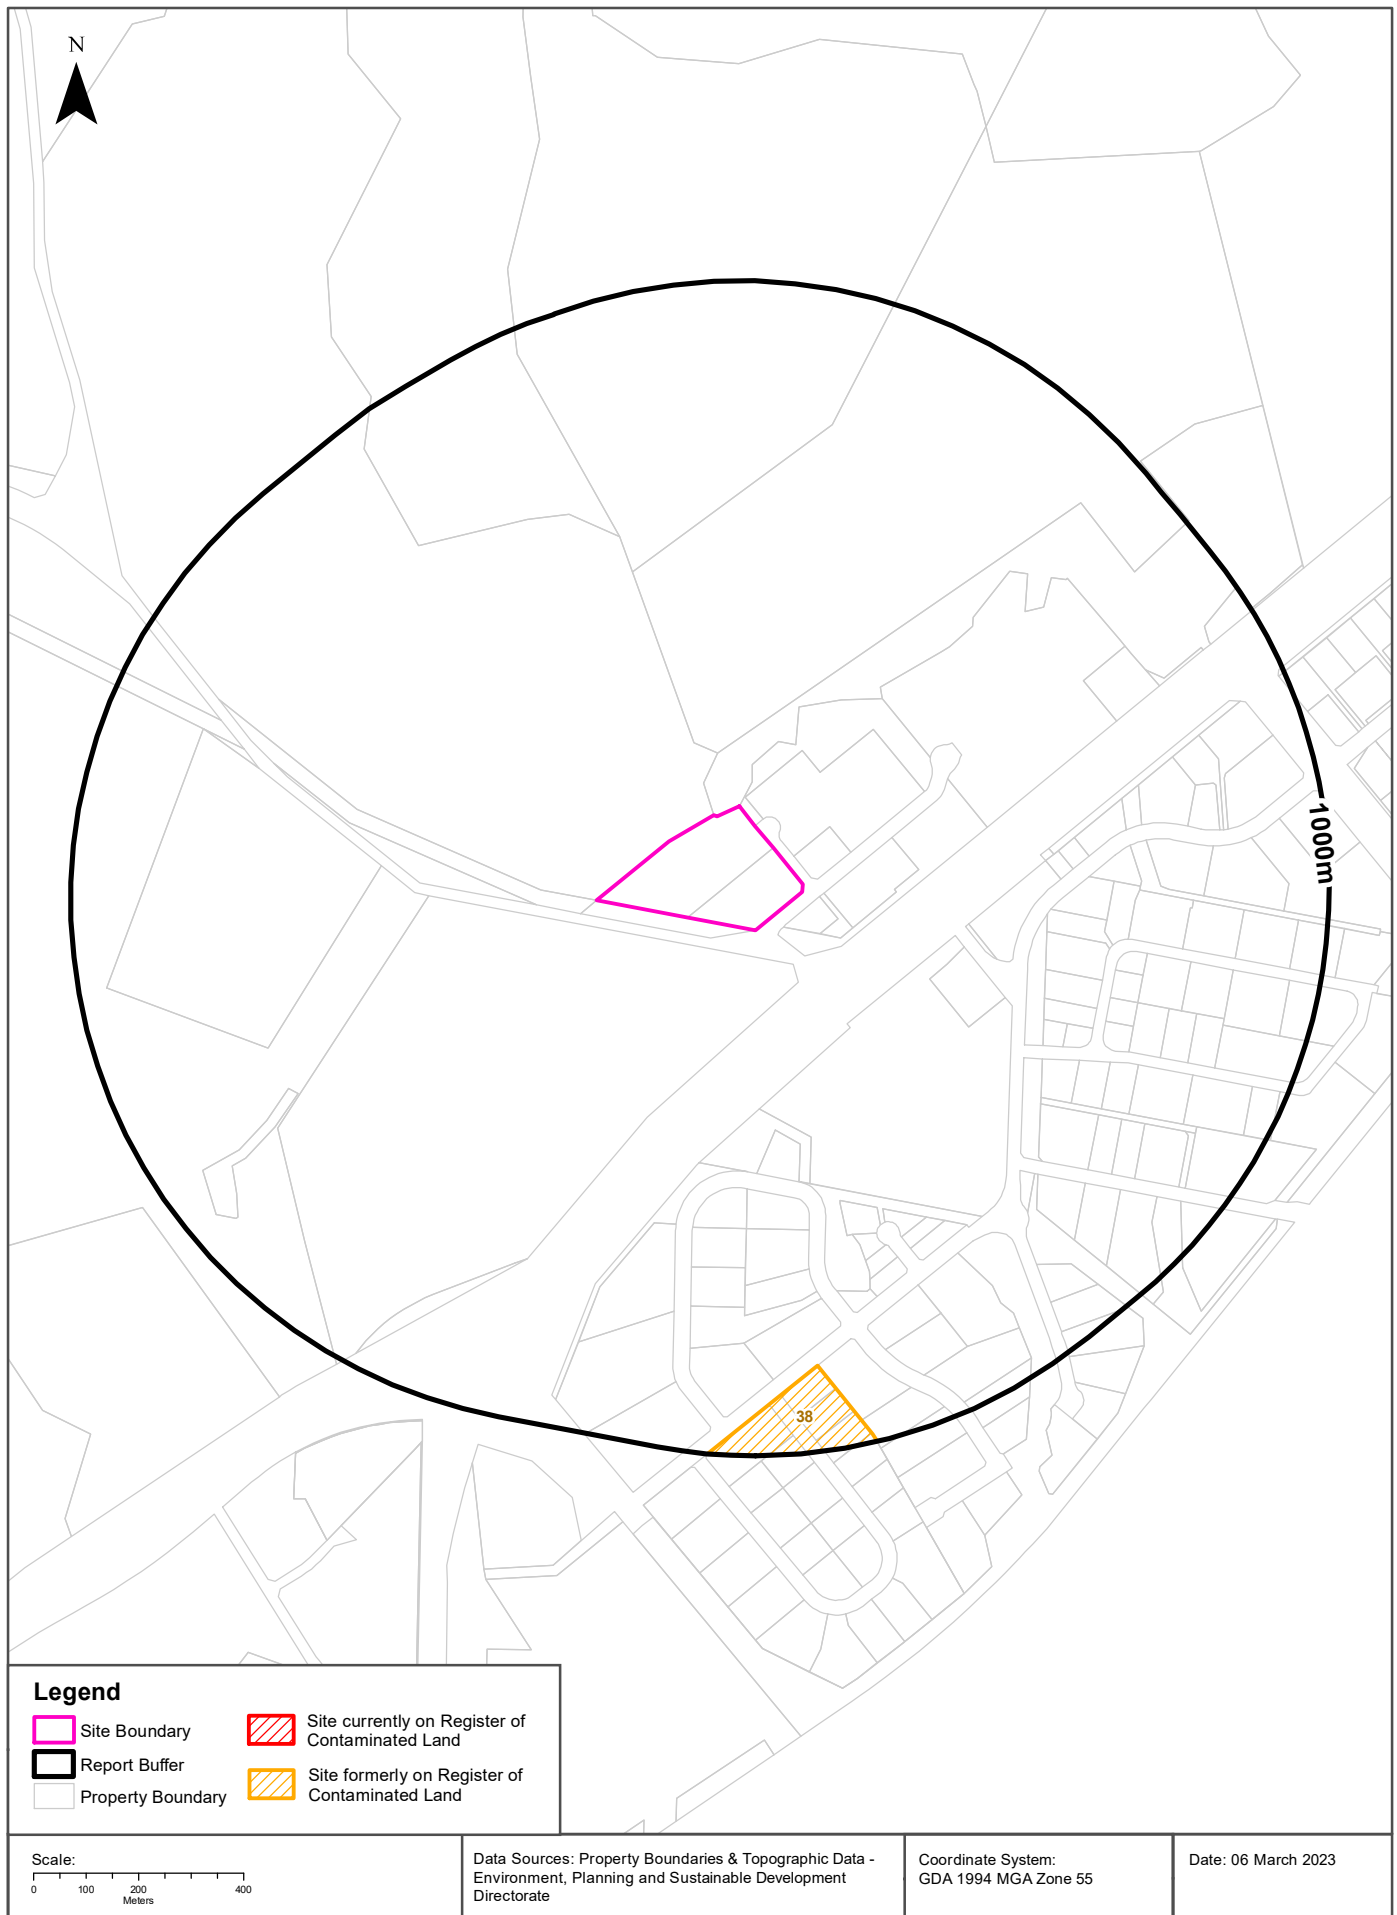 N
1000m
38
Legend
Site Boundary
Report Buffer
Property Boundary
Site currently on Register of
Contaminated Land
Site formerly on Register of
Contaminated Land
Scale:
0 100 200 400
Meters
Data Sources: Property Boundaries & Topographic Data -
Environment, Planning and Sustainable Development
Directorate
Coordinate System:
GDA 1994 MGA Zone 55
Date: 06 March 2023